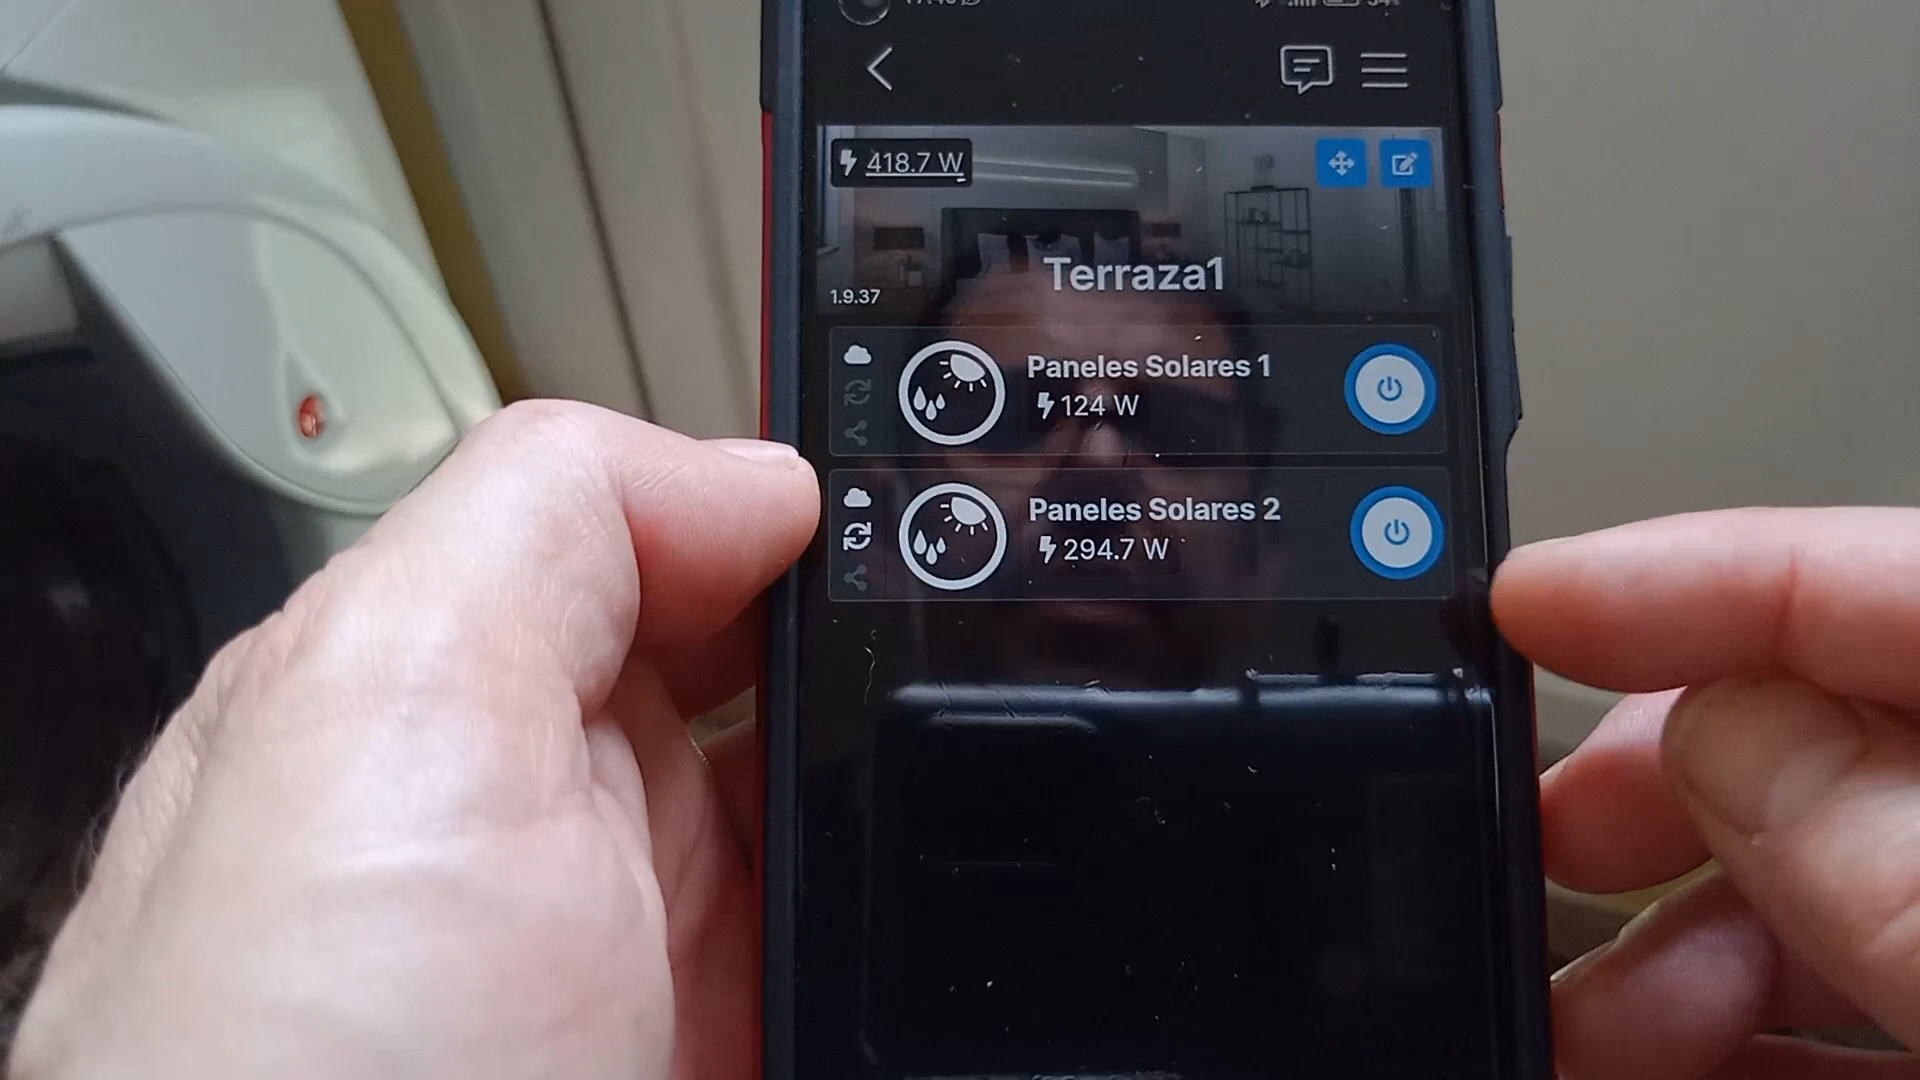 418.7 W
Terraza1
1.9.37
Paneles Solares 1
124 W
Paneles Solares 2
294.7 W